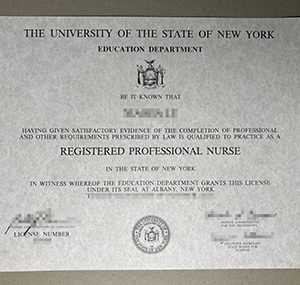 THE UNIVERSITY OF THE STATE OF NEW YORK
EDUCATION DEPARTMENT
BE IT KNOWN THAT
HAVING GIVEN SATISFACTORY EVIDENCE OF THE COMPLETION OF PROFESSIONAL
AND OTHER REQUIREMENTS PRESCRIBED BY LAW IS QUALIFIED TO PRACTICE AS A
REGISTERED PROFESSIONAL NURSE
IN THE STATE OF NEW YORK
IN WITNESS WHEREOF THE EDUCATION DEPARTMENT GRANTS THIS LICENSE
UNDER ITS SEAL AT ALBANY, NEW YORK
LICENSE NUMBER